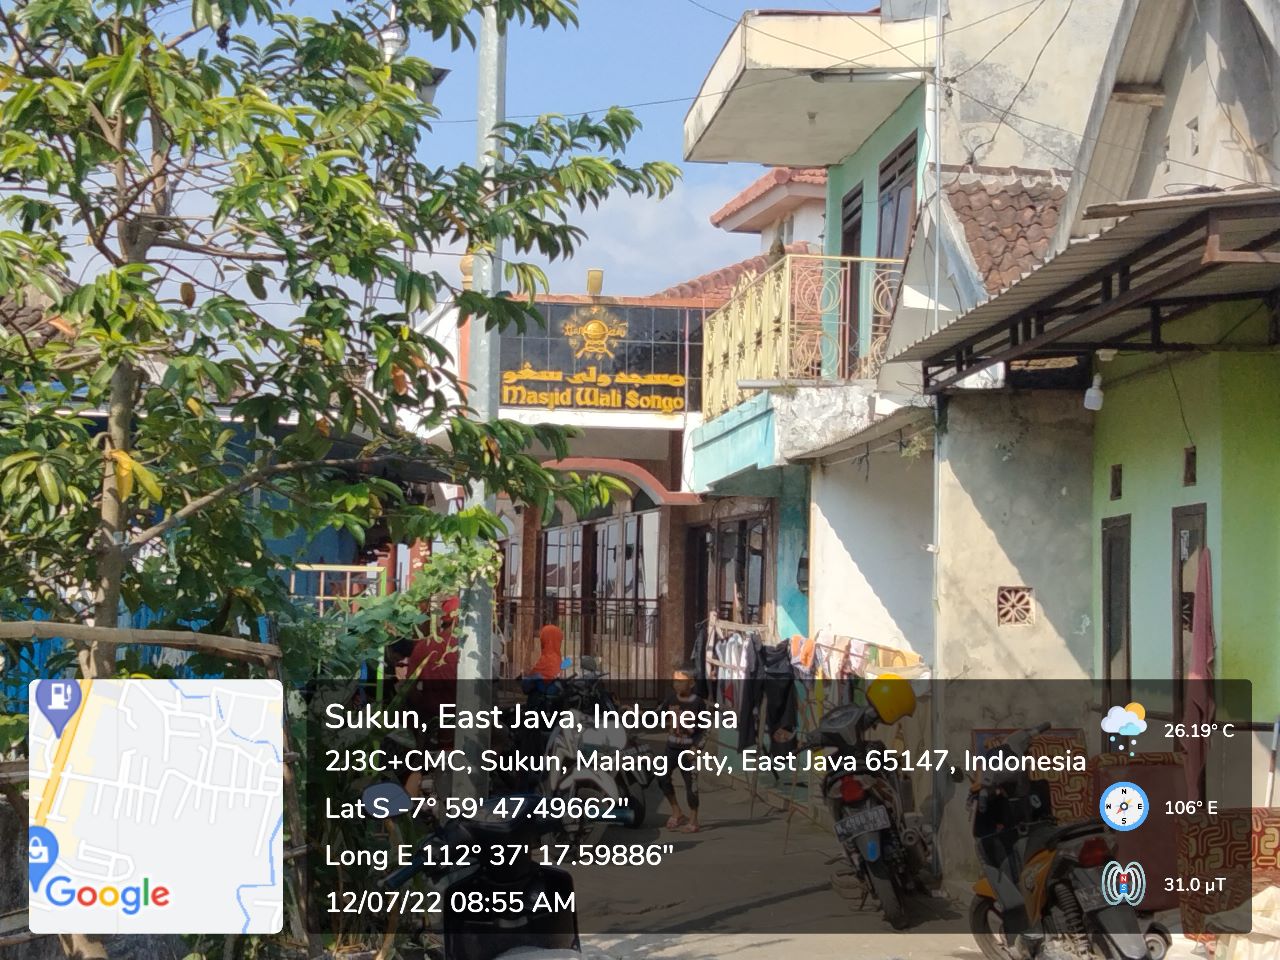 مسجد ولي سڠو
Masjid Wali Songo
Sukun, East Java, Indonesia
2J3C+CMC, Sukun, Malang City, East Java 65147, Indonesia
Lat S -7° 59' 47.49662"
Long E 112° 37' 17.59886"
12/07/22 08:55 AM
26.19° C
N
W E
S
106° E
N
S
31.0 µT
Google